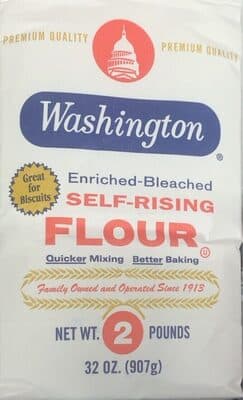 PREMIUM QUALITY
PREMIUM QUALITY
Washington
®
Enriched-Bleached
Great
for
Biscuits
SELF-RISING
FLOUR
U
Quicker Mixing Better Baking
Family Owned and Operated Since 1913
NET WT. 2 POUNDS
32 OZ. (907g)